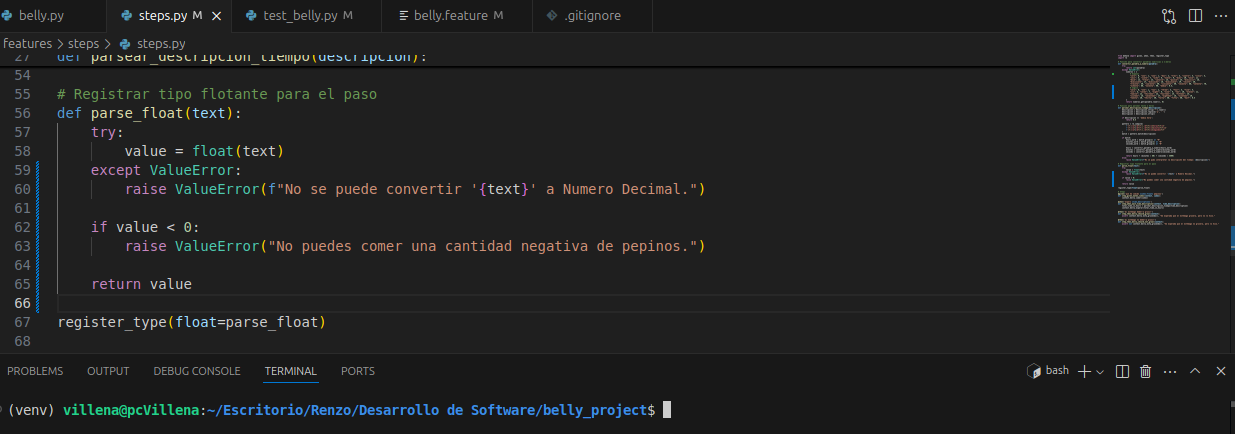 belly.py steps.py M test_belly.py M belly.feature M .gitignore
features > steps > steps.py
27 def parsear_descripcion_tiempo(descripcion):
54
55 # Registrar tipo flotante para el paso
56 def parse_float(text):
57 try:
58 value = float(text)
59 except ValueError:
60 raise ValueError(f"No se puede convertir '{text}' a Numero Decimal.")
61
62 if value < 0:
63 raise ValueError("No puedes comer una cantidad negativa de pepinos.")
64
65 return value
66
67 register_type(float=parse_float)
68
PROBLEMS OUTPUT DEBUG CONSOLE TERMINAL PORTS bash
(venv) villena@pcVillena:~/Escritorio/Renzo/Desarrollo de Software/belly_project$